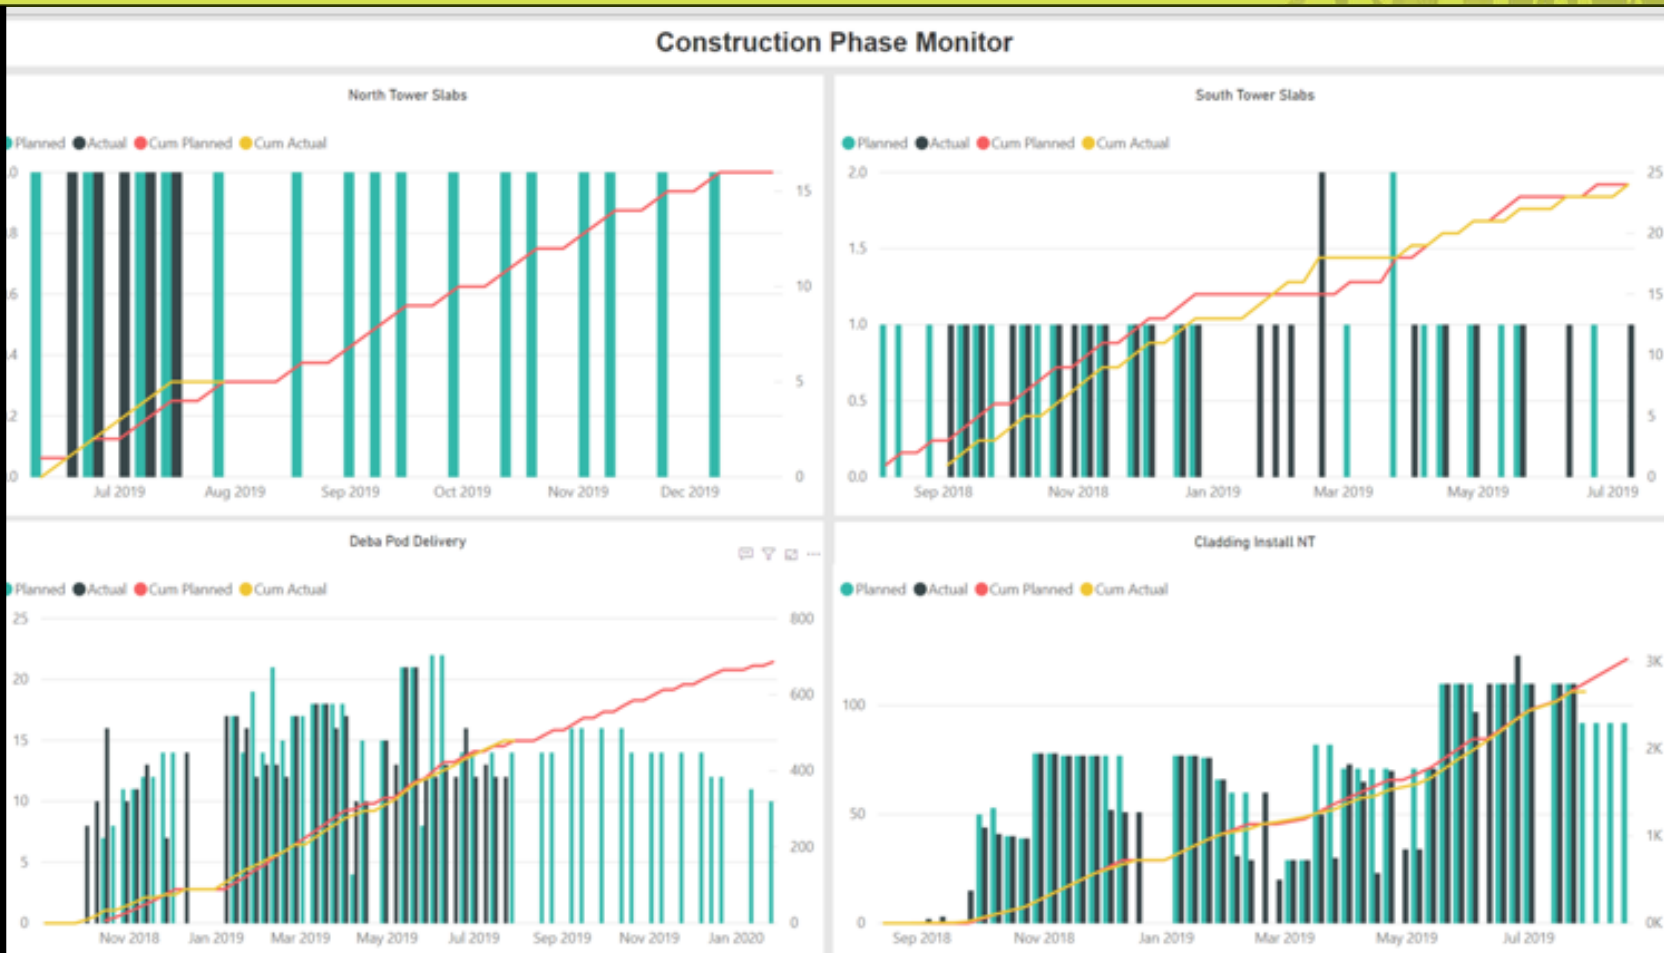 Construction Phase Monitor
North Tower Slabs
Planned Actual Cum Planned Cum Actual
.0
.8
.6
.4
.2
.0
15
10
5
0
Jul 2019 Aug 2019 Sep 2019 Oct 2019 Nov 2019 Dec 2019
South Tower Slabs
Planned Actual Cum Planned Cum Actual
2.0
1.5
1.0
0.5
0.0
25
20
15
10
5
0
Sep 2018 Nov 2018 Jan 2019 Mar 2019 May 2019 Jul 2019
Deba Pod Delivery
Planned Actual Cum Planned Cum Actual
25
20
15
10
5
0
800
600
400
200
0
Nov 2018 Jan 2019 Mar 2019 May 2019 Jul 2019 Sep 2019 Nov 2019 Jan 2020
Cladding Install NT
Planned Actual Cum Planned Cum Actual
100
50
0
3K
2K
1K
0K
Sep 2018 Nov 2018 Jan 2019 Mar 2019 May 2019 Jul 2019